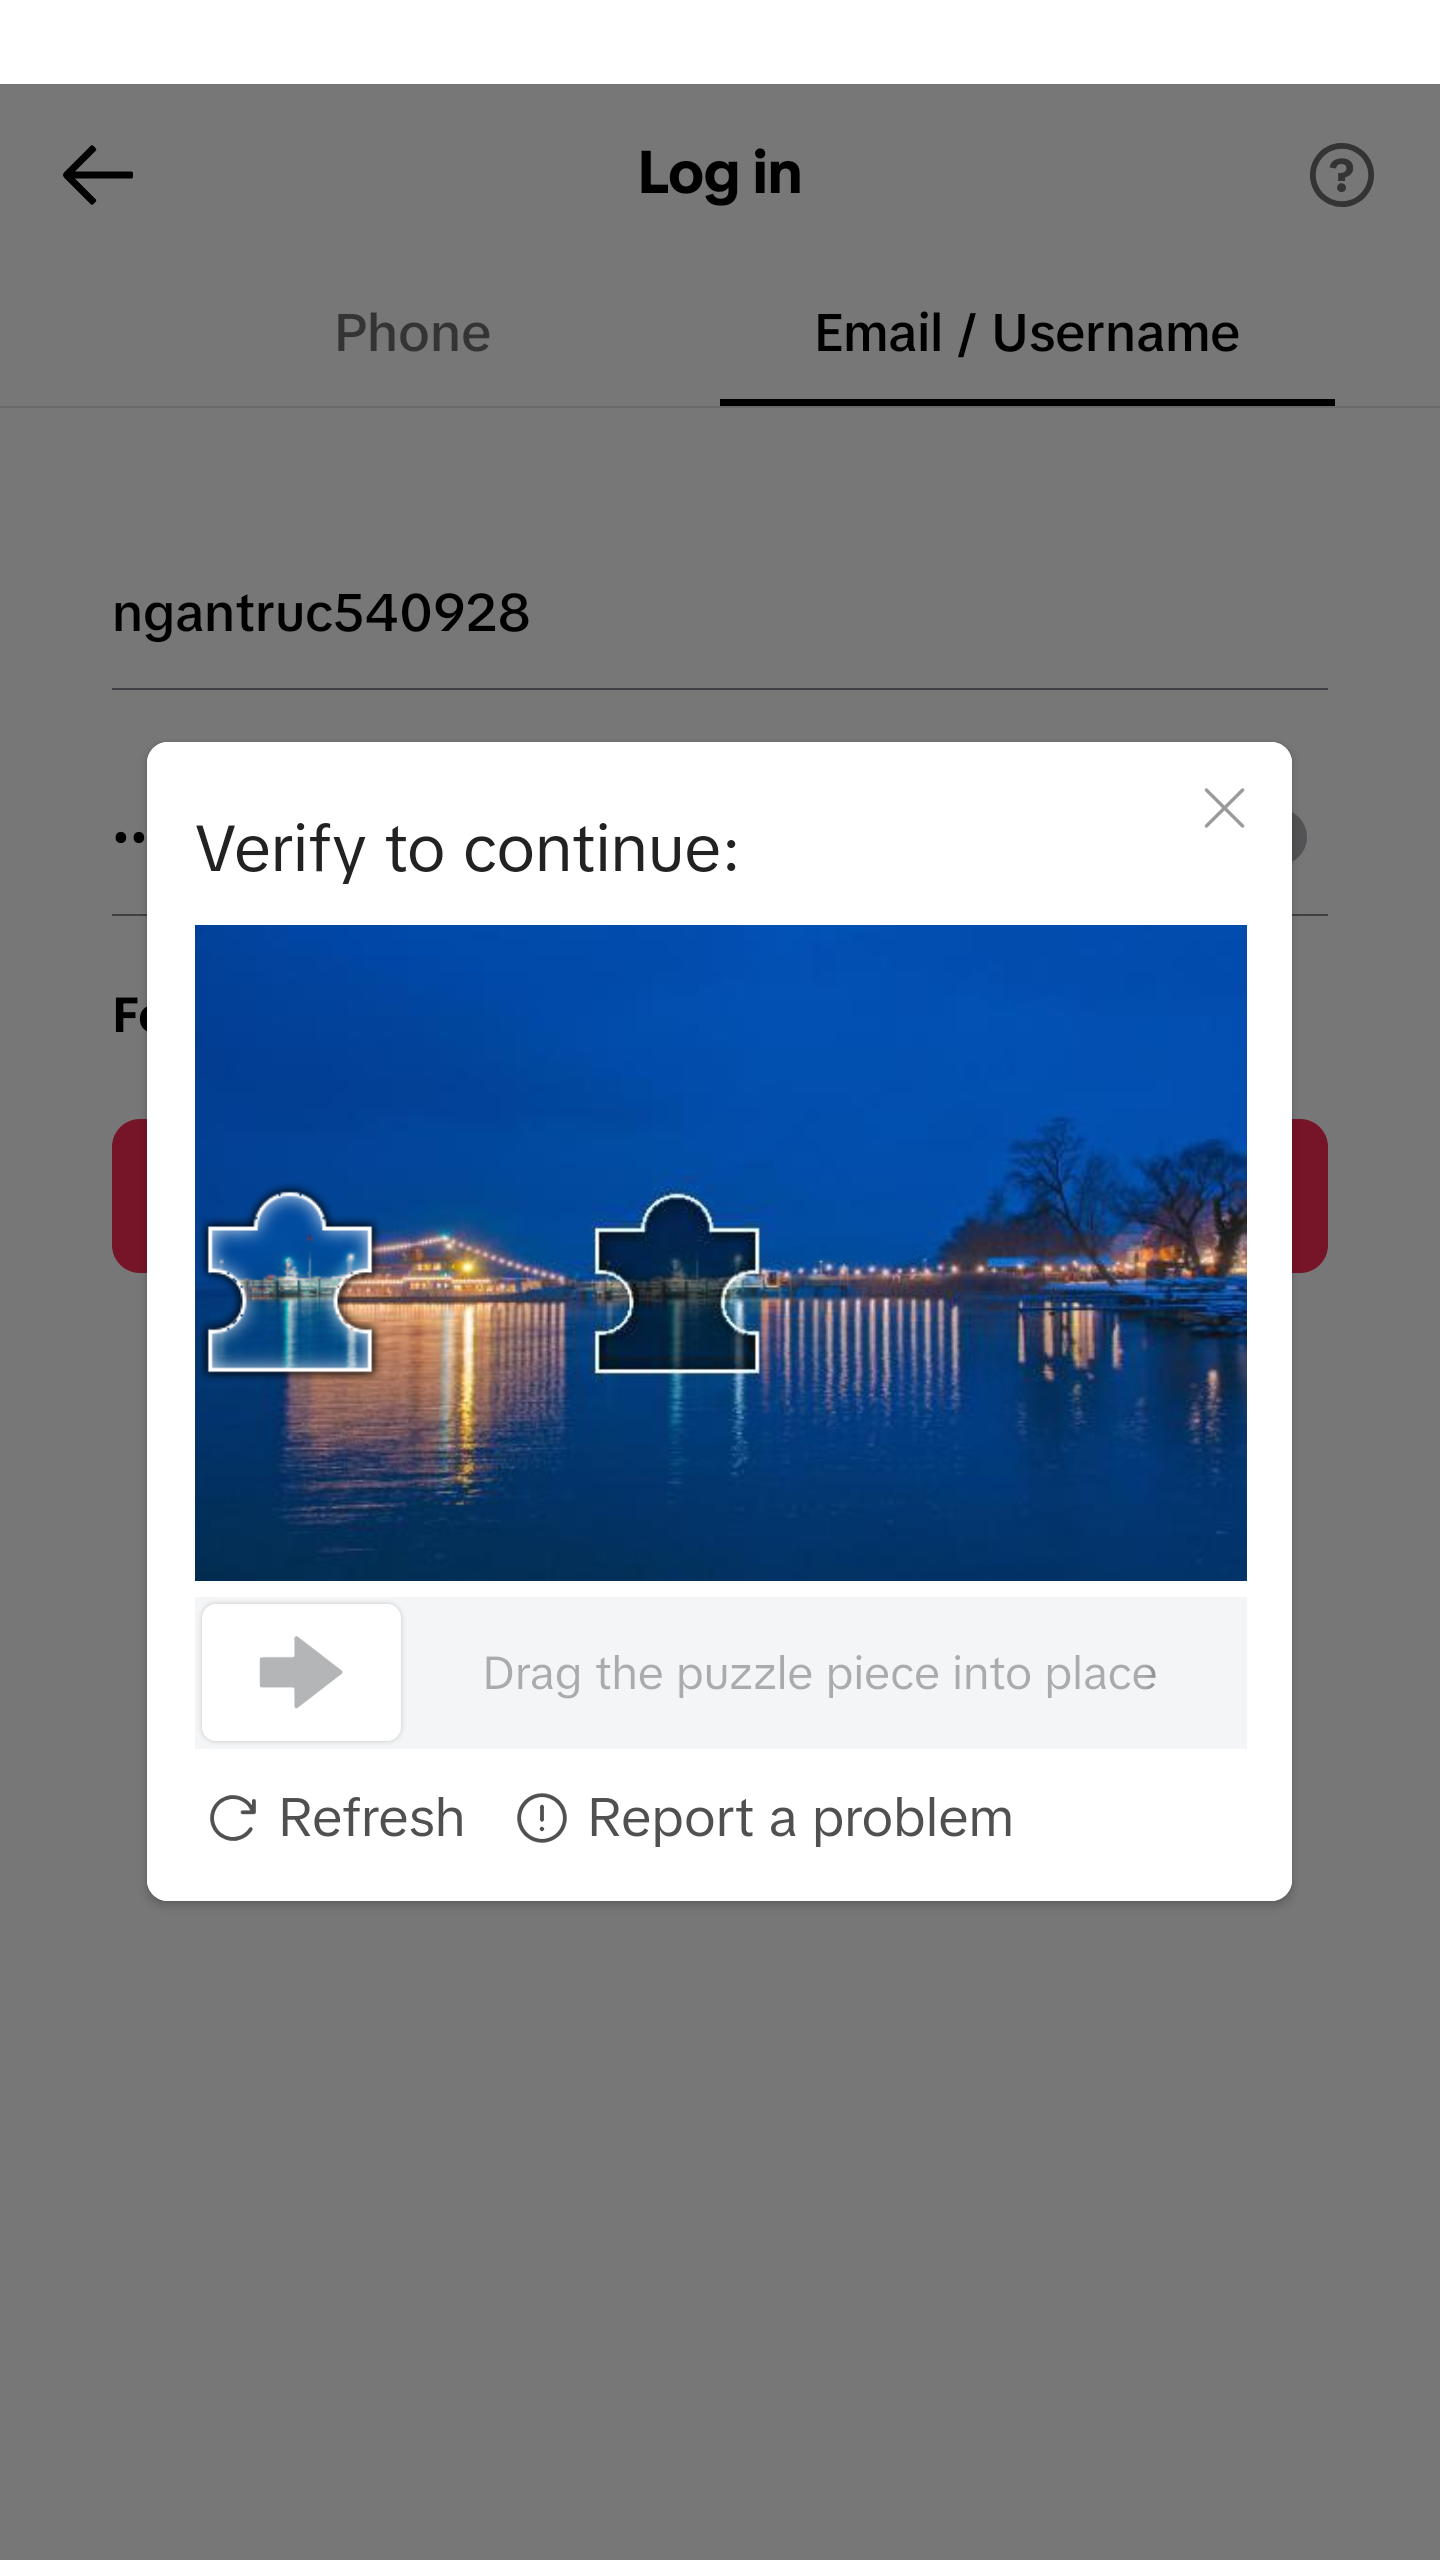 Log in
Phone
Email / Username
ngantruc540928
Verify to continue:
Drag the puzzle piece into place
Refresh
Report a problem